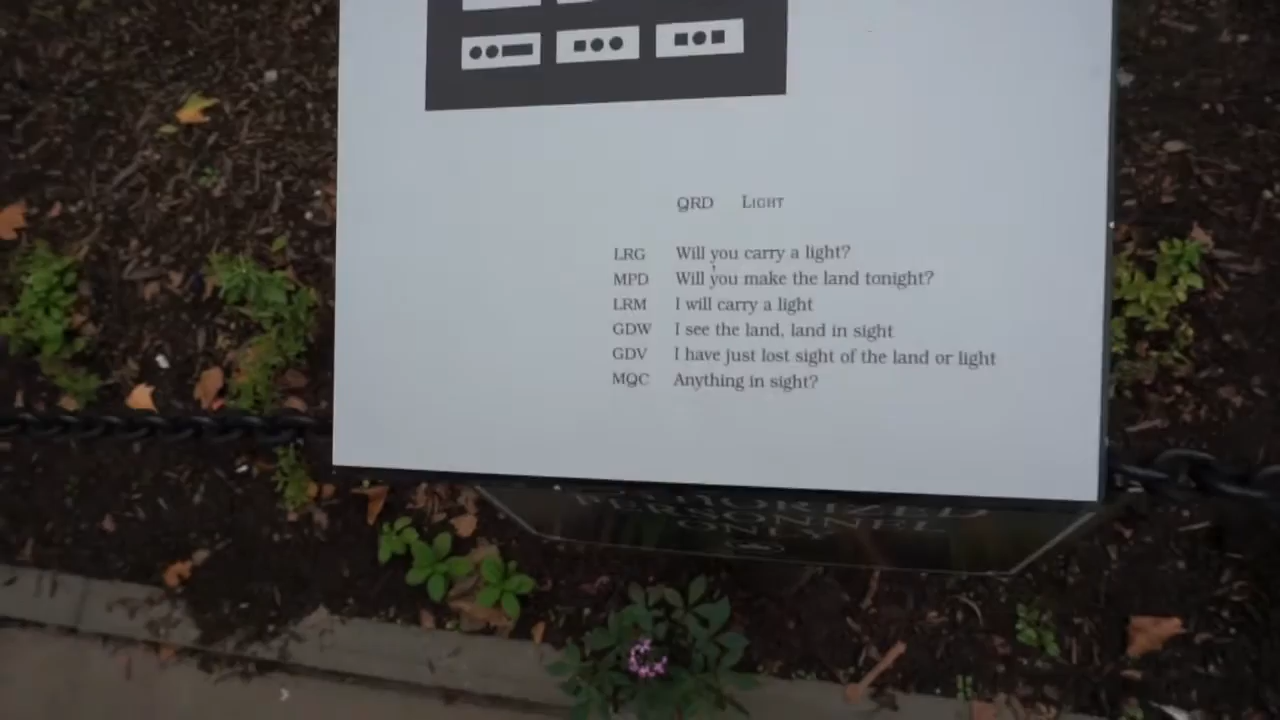 QRD LIGHT
LRG Will you carry a light?
MPD Will you make the land tonight?
LRM I will carry a light
GDW I see the land, land in sight
GDV I have just lost sight of the land or light
MQC Anything in sight?
PERSONNEL
ONLY